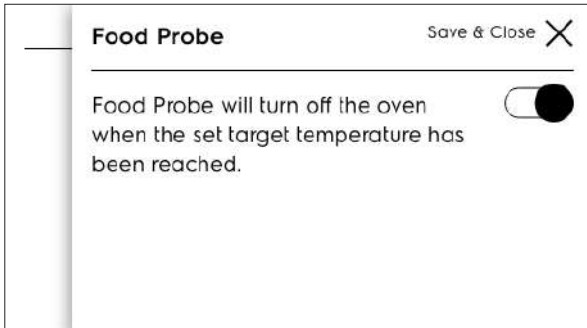 Food Probe
Save & Close
Food Probe will turn off the oven
when the set target temperature has
been reached.